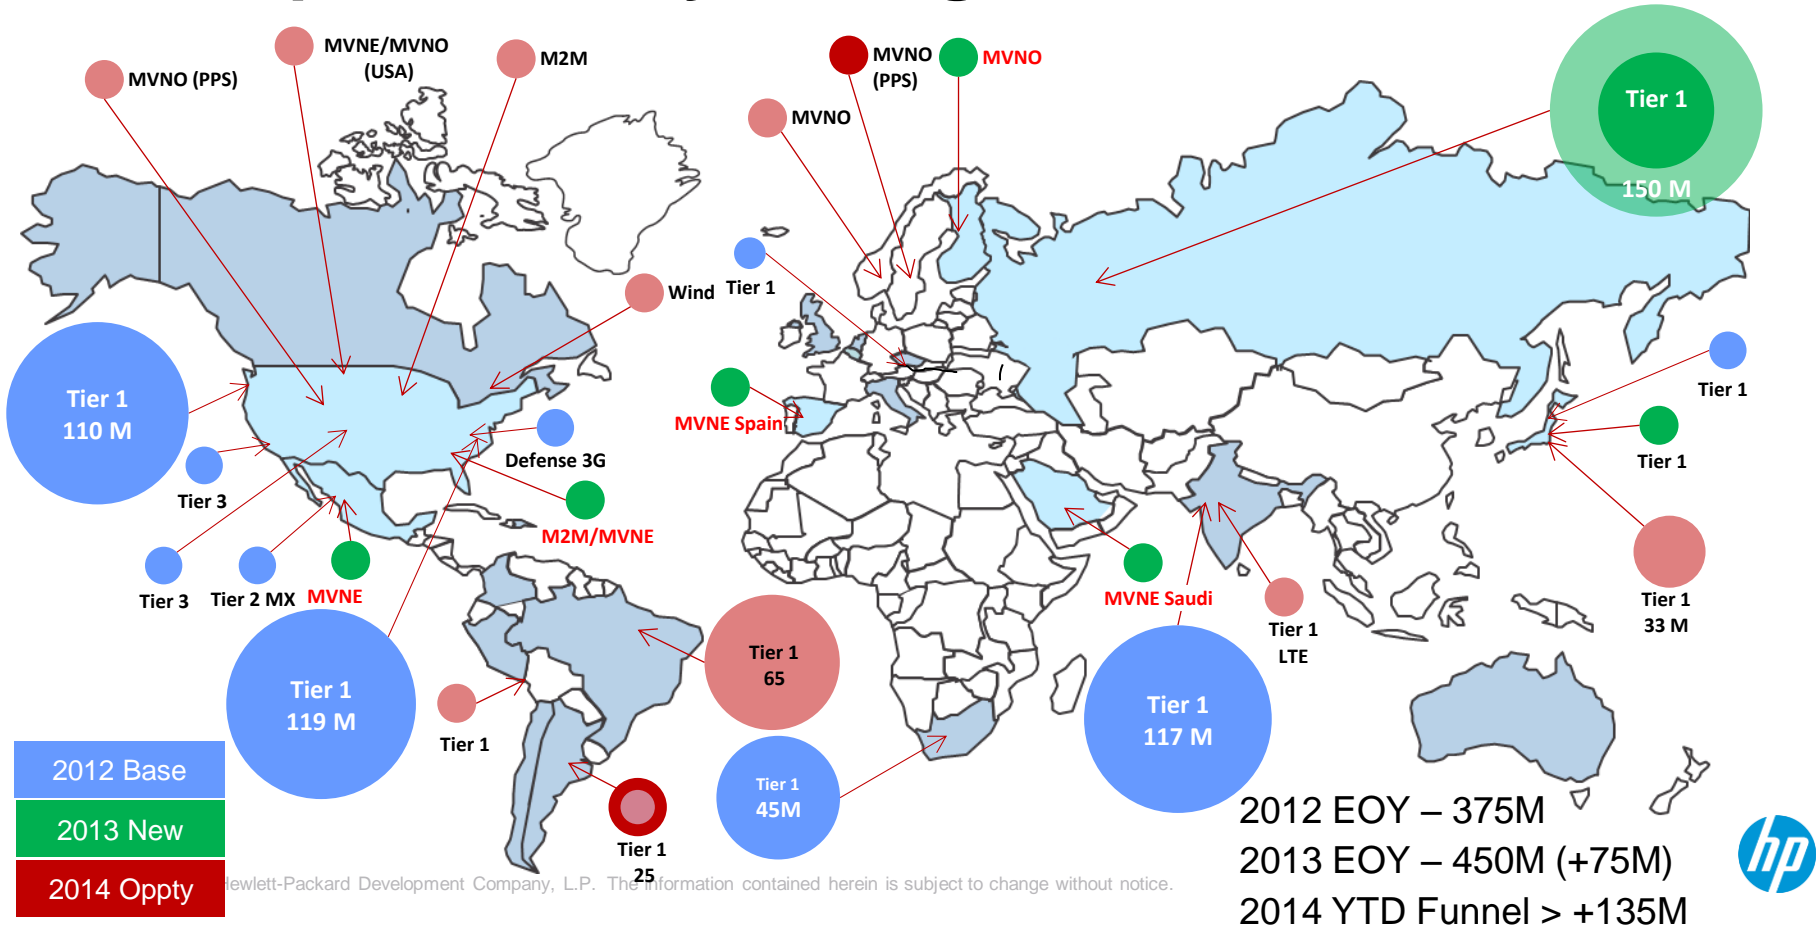 MVNO (PPS)
MVNE/MVNO
(USA)
M2M
MVNO
MVNO
(PPS)
MVNO
Tier 1
150 M
Wind
Tier 1
Tier 1
110 M
Tier 3
Defense 3G
M2M/MVNE
MVNE Spain
Tier 1
Tier 1
Tier 3
Tier 2 MX
MVNE
MVNE Saudi
Tier 1
LTE
Tier 1
33 M
Tier 1
119 M
Tier 1
Tier 1
65
Tier 1
45M
Tier 1
117 M
Tier 1
25
2012 Base
2013 New
2014 Oppty
2012 EOY – 375M
2013 EOY – 450M (+75M)
2014 YTD Funnel > +135M
Hewlett-Packard Development Company, L.P. The information contained herein is subject to change without notice.
hp